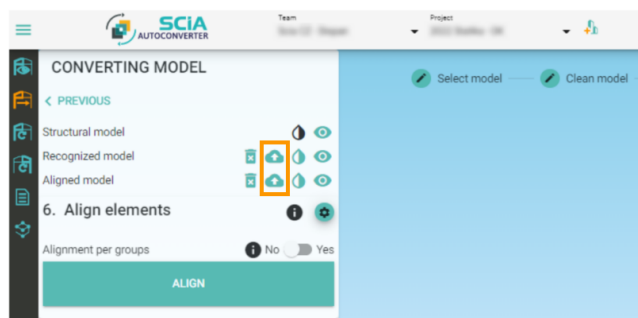 SCiA
AUTOCONVERTER
Team
Project
CONVERTING MODEL
< PREVIOUS
Select model
Clean model
Structural model
Recognized model
Aligned model
6. Align elements
Alignment per groups
No
Yes
ALIGN